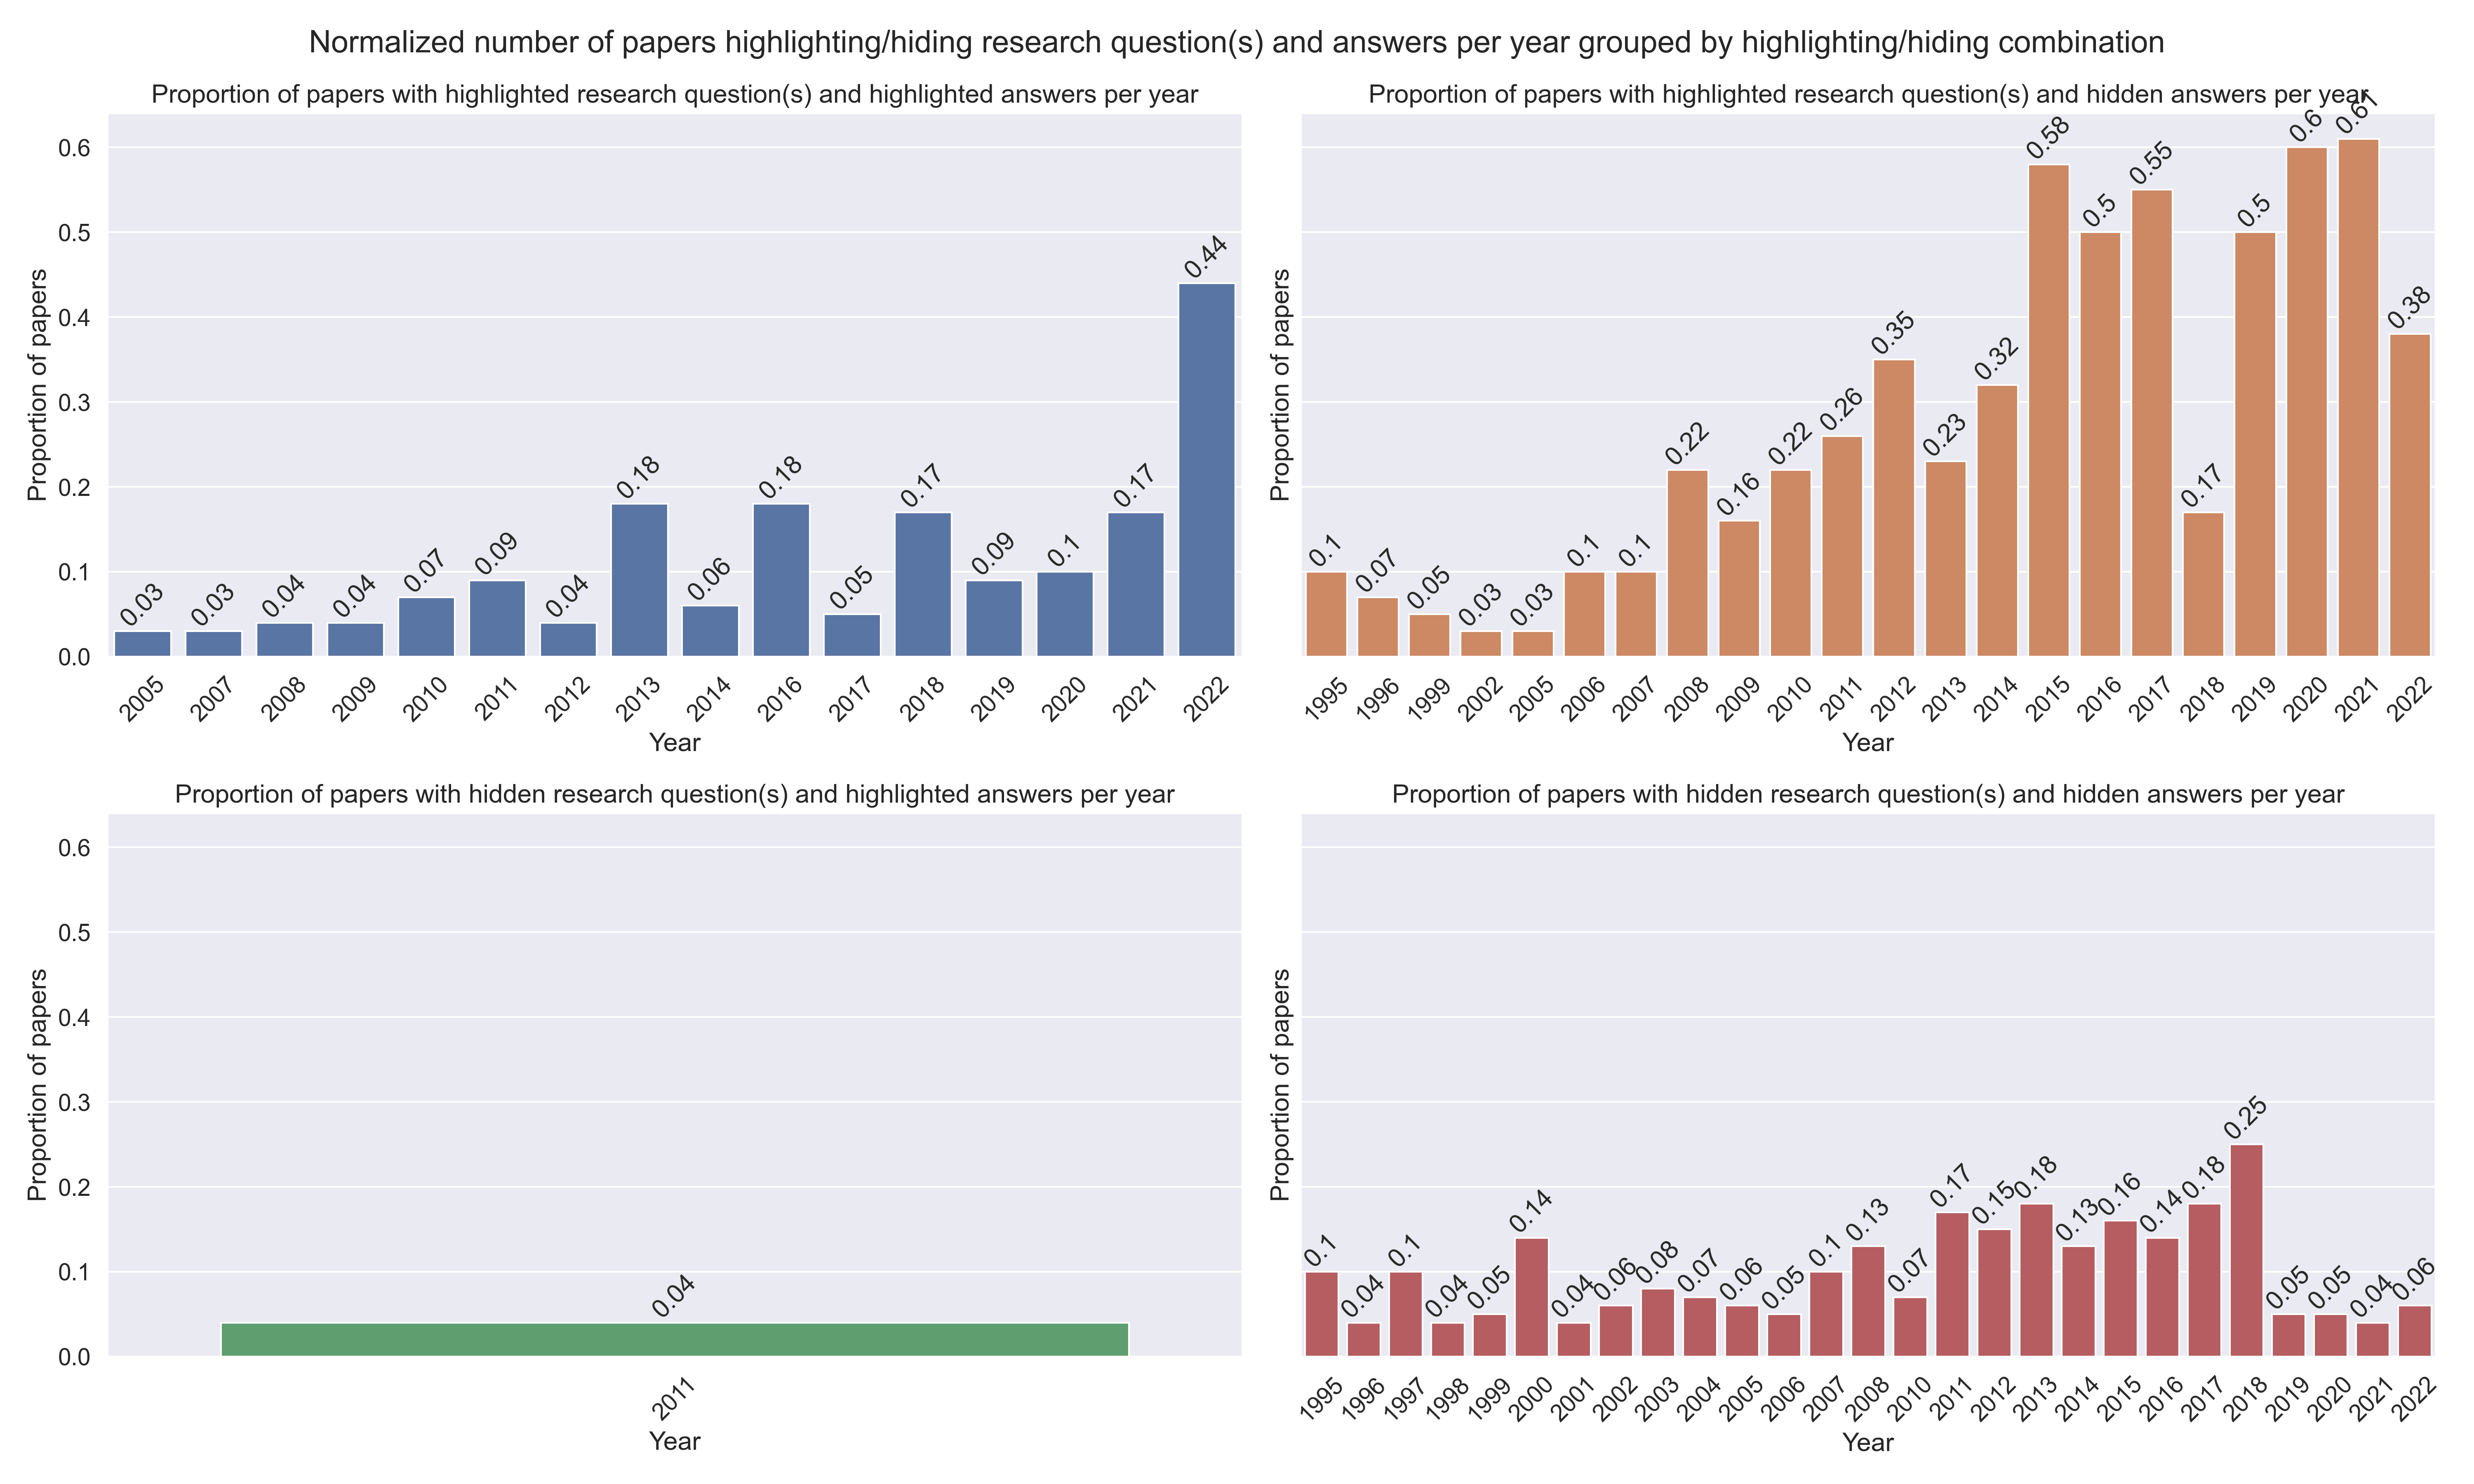 Normalized number of papers highlighting/hiding research question(s) and answers per year grouped by highlighting/hiding combination
Proportion of papers with highlighted research question(s) and highlighted answers per year
Proportion of papers
0.6
0.5
0.4
0.3
0.2
0.1
0.0
0.03 0.03 0.04 0.04 0.07 0.09 0.04 0.18 0.06 0.18 0.05 0.17 0.09 0.1 0.17 0.44
2005 2007 2008 2009 2010 2011 2012 2013 2014 2016 2017 2018 2019 2020 2021 2022
Year
Proportion of papers with highlighted research question(s) and hidden answers per year
Proportion of papers
0.1 0.07 0.05 0.03 0.03 0.1 0.1 0.22 0.16 0.22 0.26 0.35 0.23 0.32 0.58 0.5 0.55 0.17 0.5 0.6 0.61 0.38
1995 1996 1999 2002 2005 2006 2007 2008 2009 2010 2011 2012 2013 2014 2015 2016 2017 2018 2019 2020 2021 2022
Year
Proportion of papers with hidden research question(s) and highlighted answers per year
Proportion of papers
0.6
0.5
0.4
0.3
0.2
0.1
0.0
0.04
2011
Year
Proportion of papers with hidden research question(s) and hidden answers per year
Proportion of papers
0.1 0.04 0.1 0.04 0.05 0.14 0.04 0.06 0.08 0.07 0.06 0.05 0.1 0.13 0.07 0.17 0.15 0.18 0.13 0.16 0.14 0.18 0.25 0.05 0.05 0.04 0.06
1995 1996 1997 1998 1999 2000 2001 2002 2003 2004 2005 2006 2007 2008 2010 2011 2012 2013 2014 2015 2016 2017 2018 2019 2020 2021 2022
Year